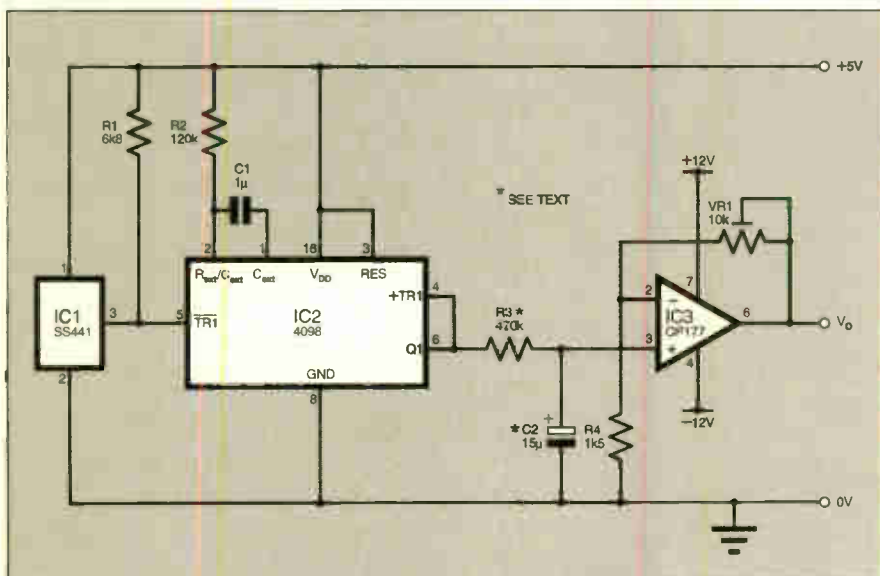 +5V
R1
6k8
R2
120k
C1
1µ
+12V
* SEE TEXT
VR1
10k
2
1
16
3
Rext/Cext
Cext
VDD
RES
1
IC1
SS441
3
2
5
TR1
IC2
4098
+TR1
4
Q1
6
GND
8
R3 *
470k
2
3
−
+
IC3
OP177
7
6
4
Vo
-12V
+
*C2
15µ
R4
1k5
0V